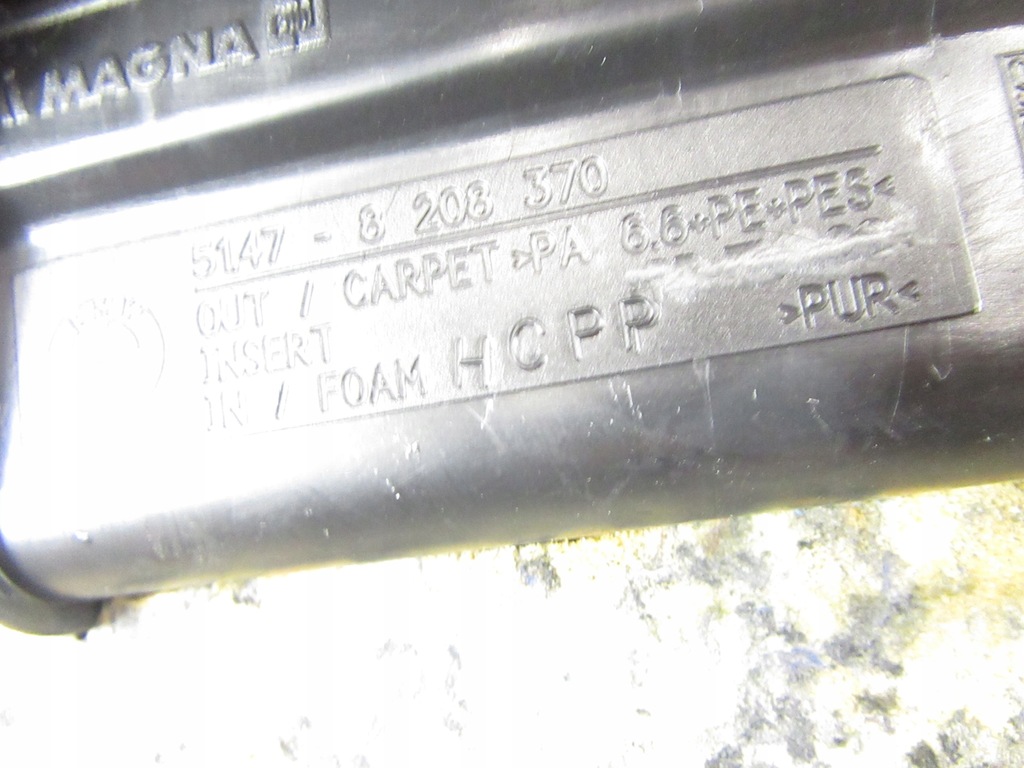 MAGNA
5147 - 8 208 370
OUT / CARPET >PA 6.6+PE+PES<
INSERT HCPP
IN / FOAM >PUR<